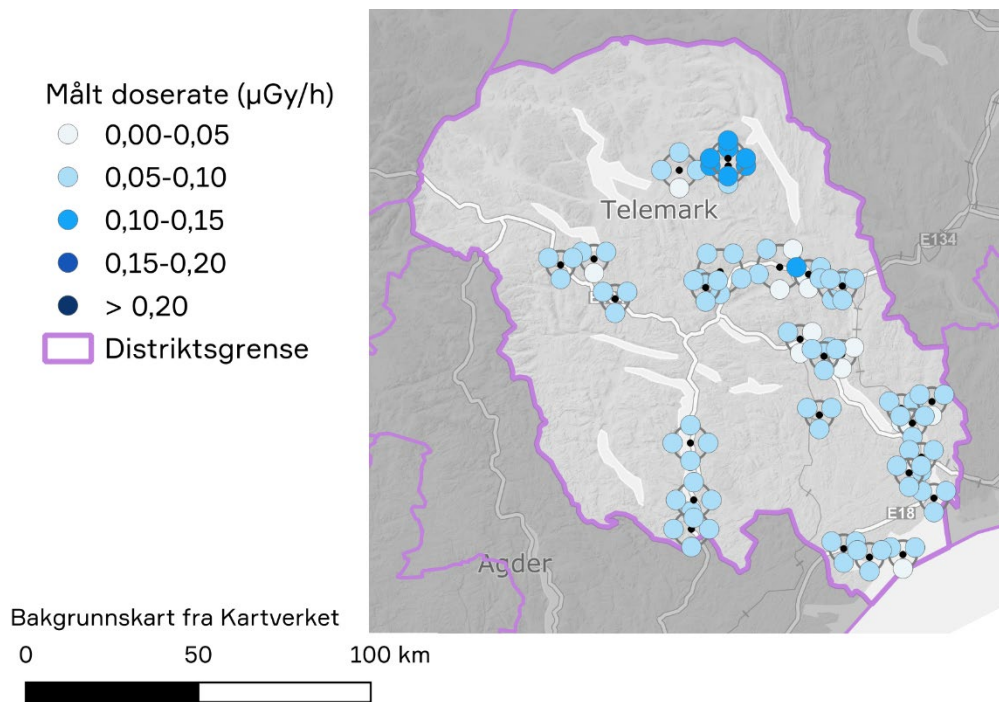 Målt doserate (µGy/h)
0,00-0,05
0,05-0,10
0,10-0,15
0,15-0,20
> 0,20
Distriktsgrense
Telemark
E134
E18
Agder
Bakgrunnskart fra Kartverket
0 50 100 km